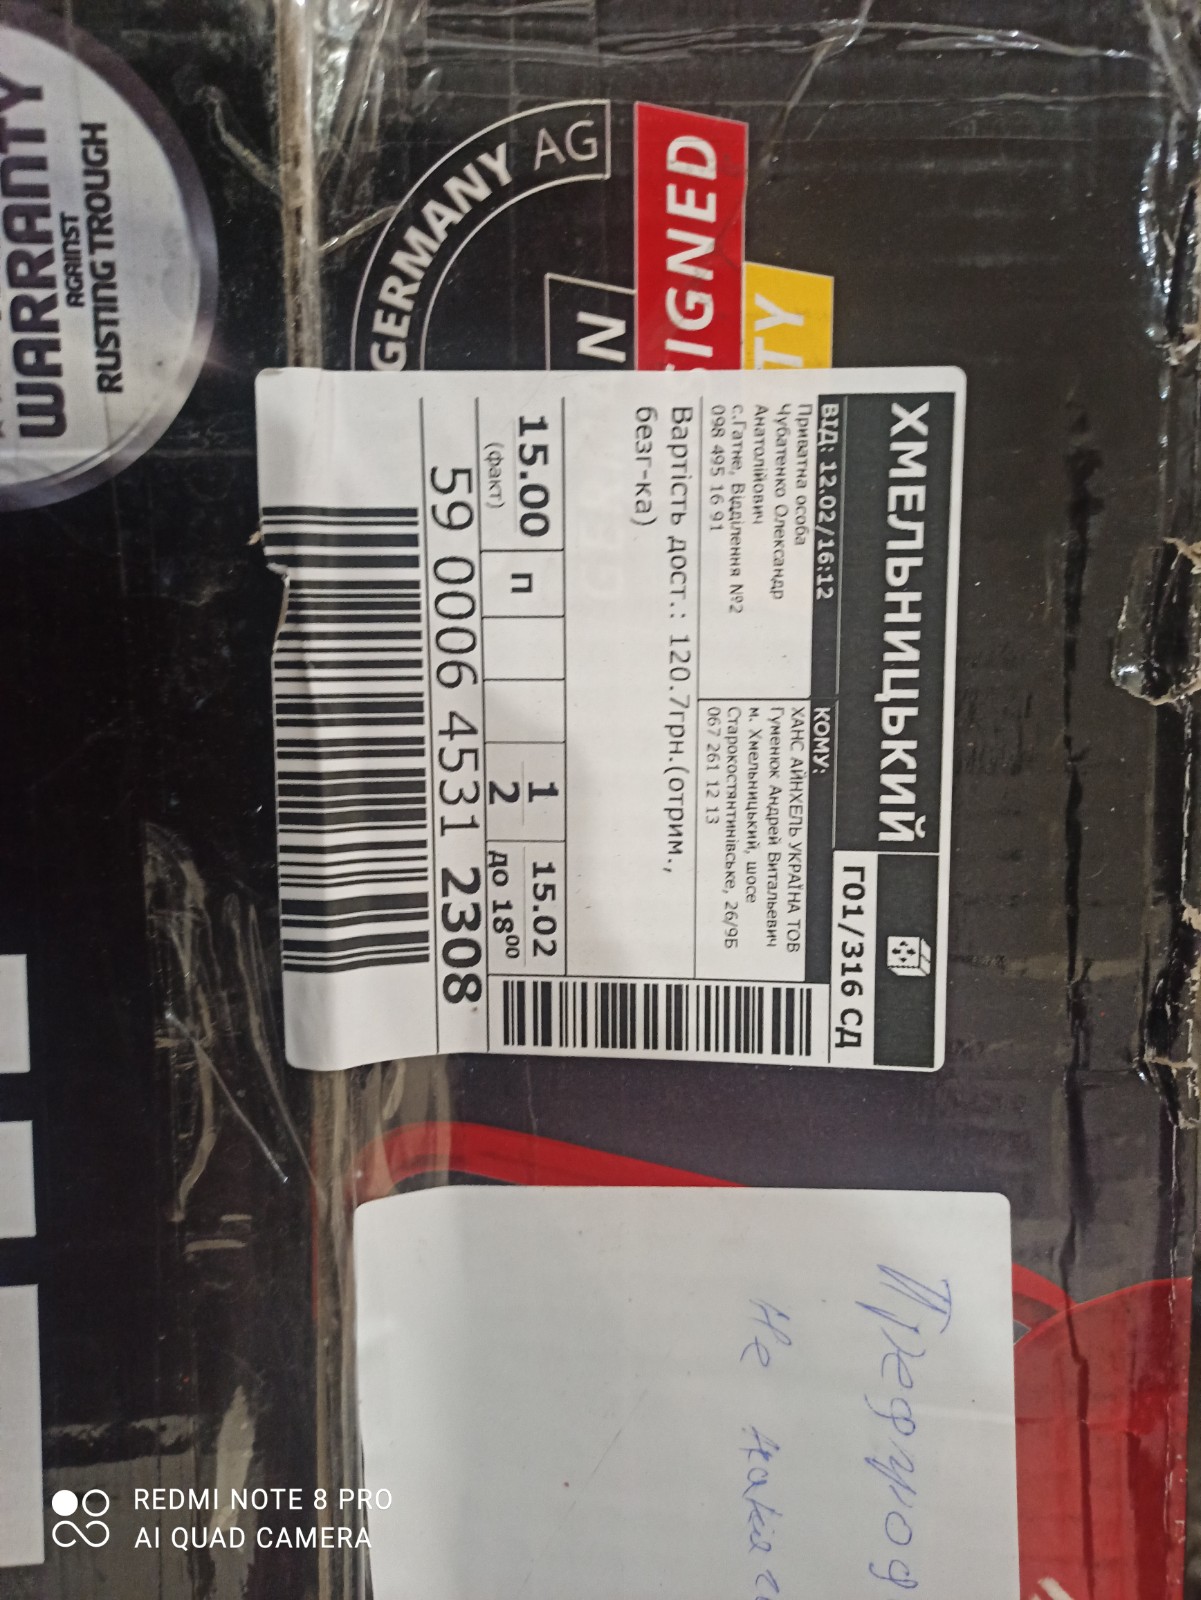 WARRANTY
AGAINST
RUSTING TROUGH
GERMANY AG
N
ХМЕЛЬНИЦЬКИЙ
Г01/316 СД
ВІД: 12.02/16:12
Приватна особа
Чубатенко Олександр
Анатолійович
с.Гатне, Відділення №2
098 495 16 91
КОМУ:
ХАНС АЙНХЕЛЬ УКРАЇНА ТОВ
Гуменюк Андрей Витальевич
м. Хмельницький, шосе
Старокостянтинівське, 26/9Б
067 261 12 13
Вартість дост.: 120.7грн.(отрим.,
безг-ка)
15.00
(факт)
П
1
2
15.02
до 18⁰⁰
59 0006 4531 2308
Не
REDMI NOTE 8 PRO
AI QUAD CAMERA